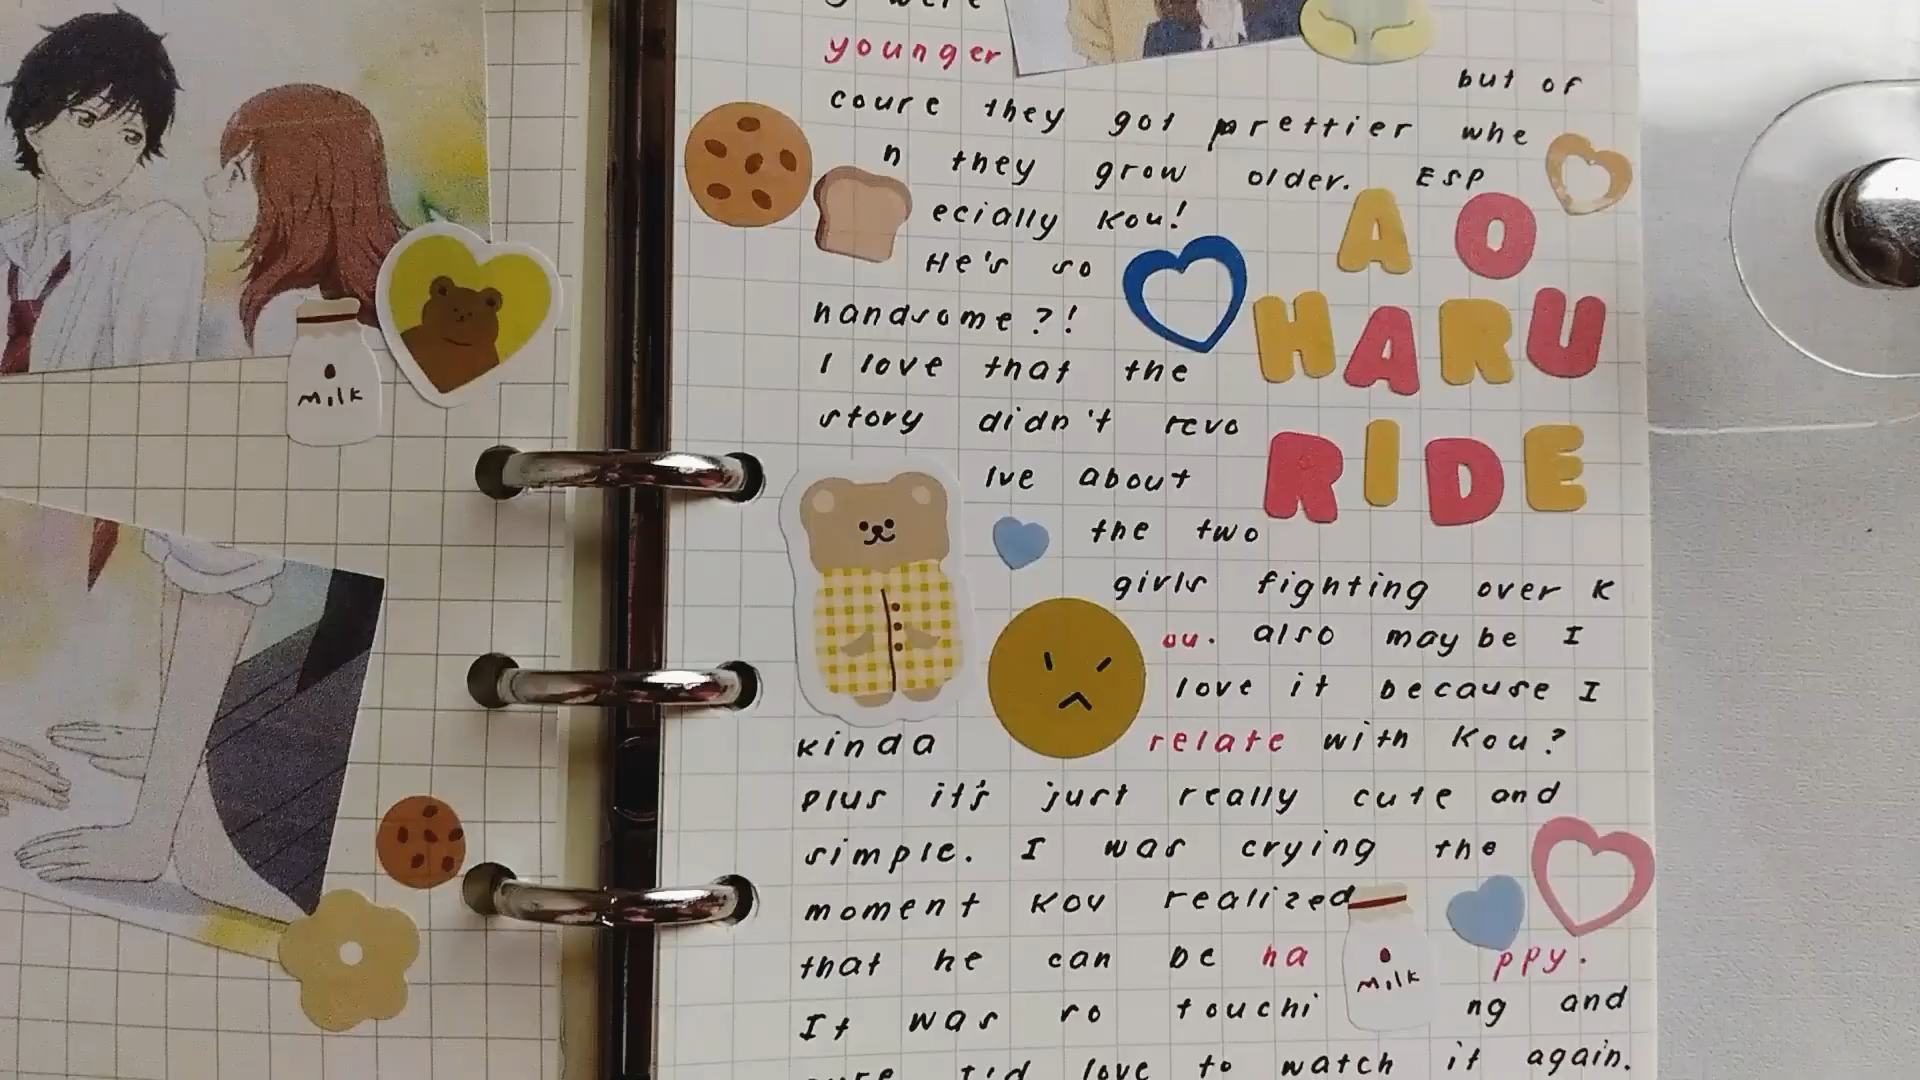 were
younger
but of
coure they got prettier whe
n they grow older. ESP
ecially Kou!
He's so
handsome?!
I love that the
story didn't revo
lve about
the two
girls fighting over K
ou. also maybe I
love it because I
kinda relate with Kou?
plus it's just really cute and
simple. I was crying the
moment Kou realized
that he can be ha ppy.
It was so touchi ng and
sure I'd love to watch it again.
AO
HARU
RIDE
milk
milk